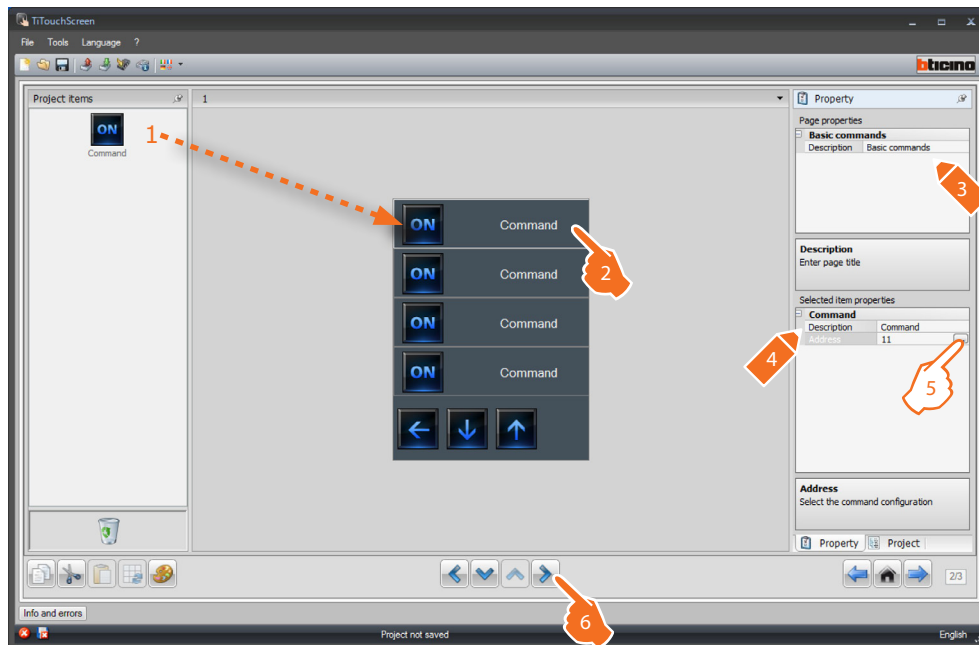 TiTouchScreen
File Tools Language ?
bticino
Project items
1
Property
ON
Command
1
Page properties
Basic commands
Description Basic commands
3
ON Command
2
ON Command
ON Command
ON Command
Description
Enter page title
Selected item properties
Command
Description Command
Address 11
4
5
Address
Select the command configuration
Property Project
2/3
6
Info and errors
Project not saved
English